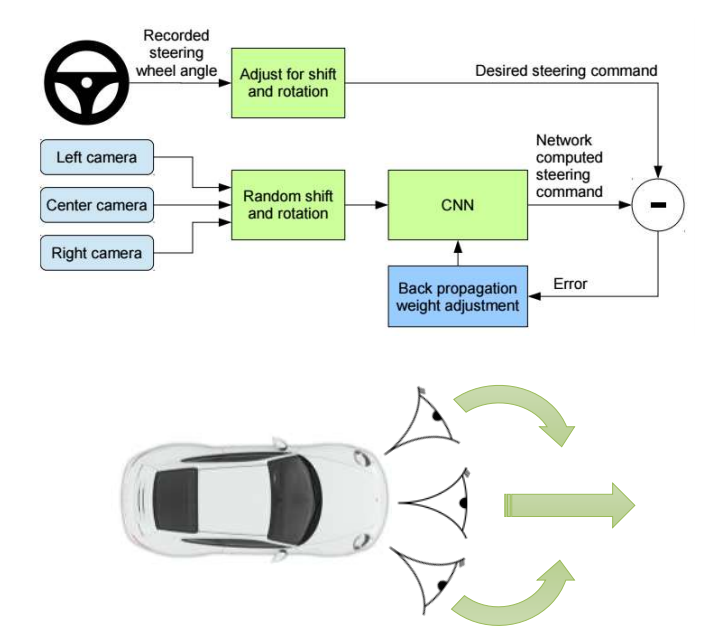 Recorded
steering
wheel angle
Adjust for shift
and rotation
Desired steering command
Left camera
Center camera
Right camera
Random shift
and rotation
CNN
Network
computed
steering
command
-
Back propagation
weight adjustment
Error